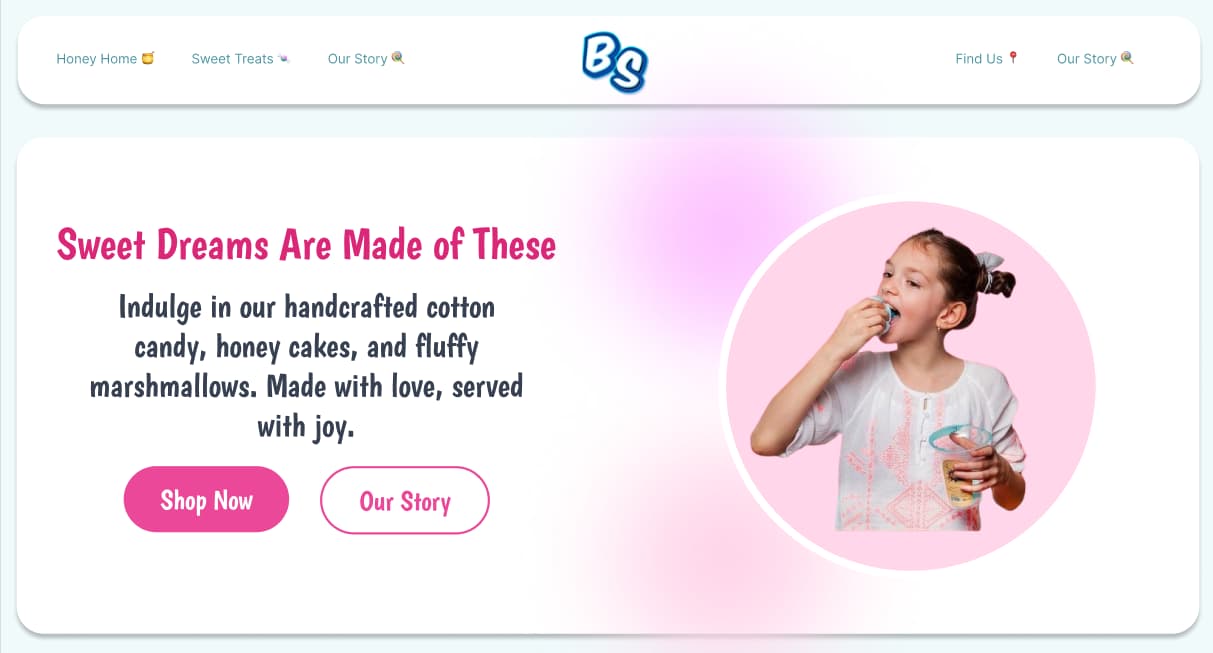 Honey Home 🍯
Sweet Treats 🍬
Our Story 🍭
BS
Find Us 📍
Our Story 🍭
Sweet Dreams Are Made of These
Indulge in our handcrafted cotton
candy, honey cakes, and fluffy
marshmallows. Made with love, served
with joy.
Shop Now
Our Story